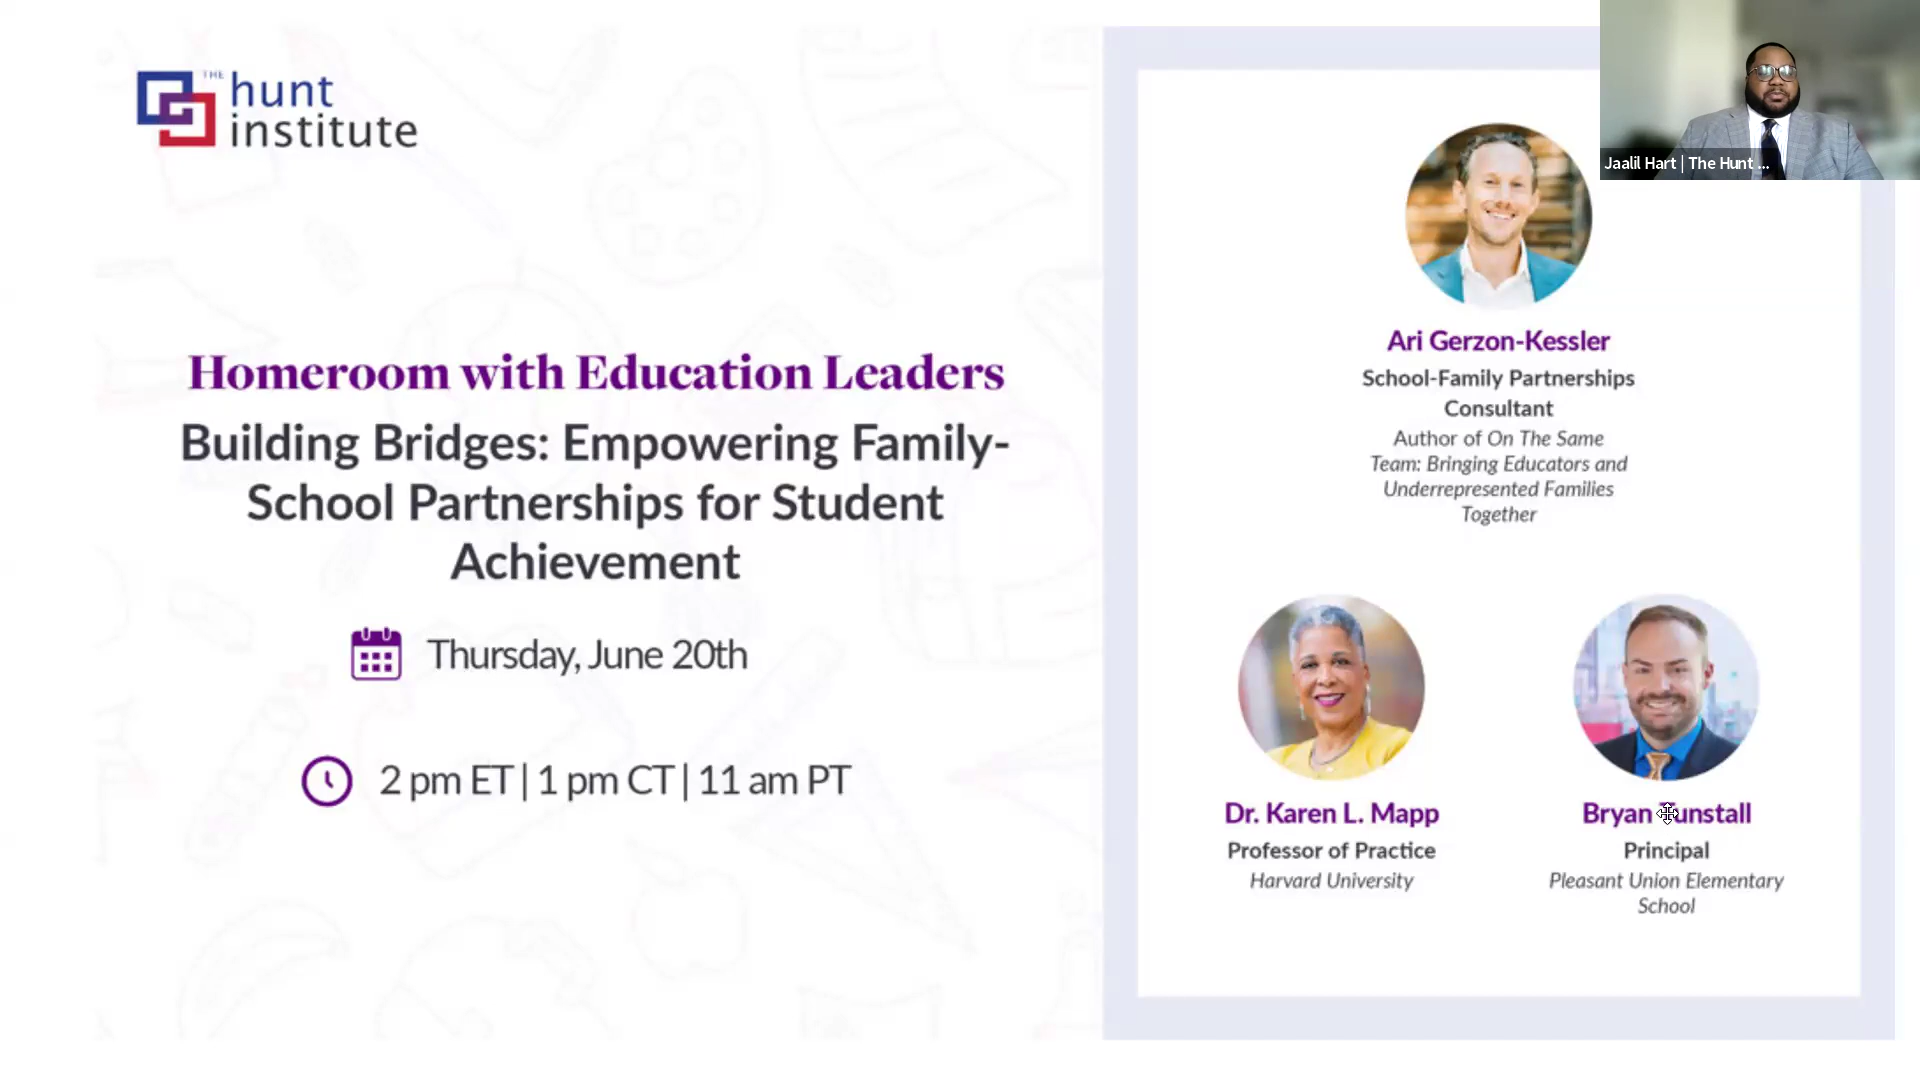 THE
hunt
institute
Homeroom with Education Leaders
Building Bridges: Empowering Family-
School Partnerships for Student
Achievement
Thursday, June 20th
2 pm ET | 1 pm CT | 11 am PT
Jaalil Hart | The Hunt ...
Ari Gerzon-Kessler
School-Family Partnerships
Consultant
Author of On The Same
Team: Bringing Educators and
Underrepresented Families
Together
Dr. Karen L. Mapp
Professor of Practice
Harvard University
Bryan Tunstall
Principal
Pleasant Union Elementary
School